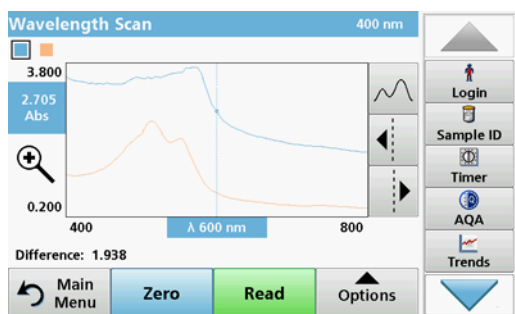 Wavelength Scan 400 nm
3.800
2.705
Abs
0.200
400 λ 600 nm 800
Difference: 1.938
Main
Menu
Zero
Read
Options
Login
Sample ID
Timer
AQA
Trends